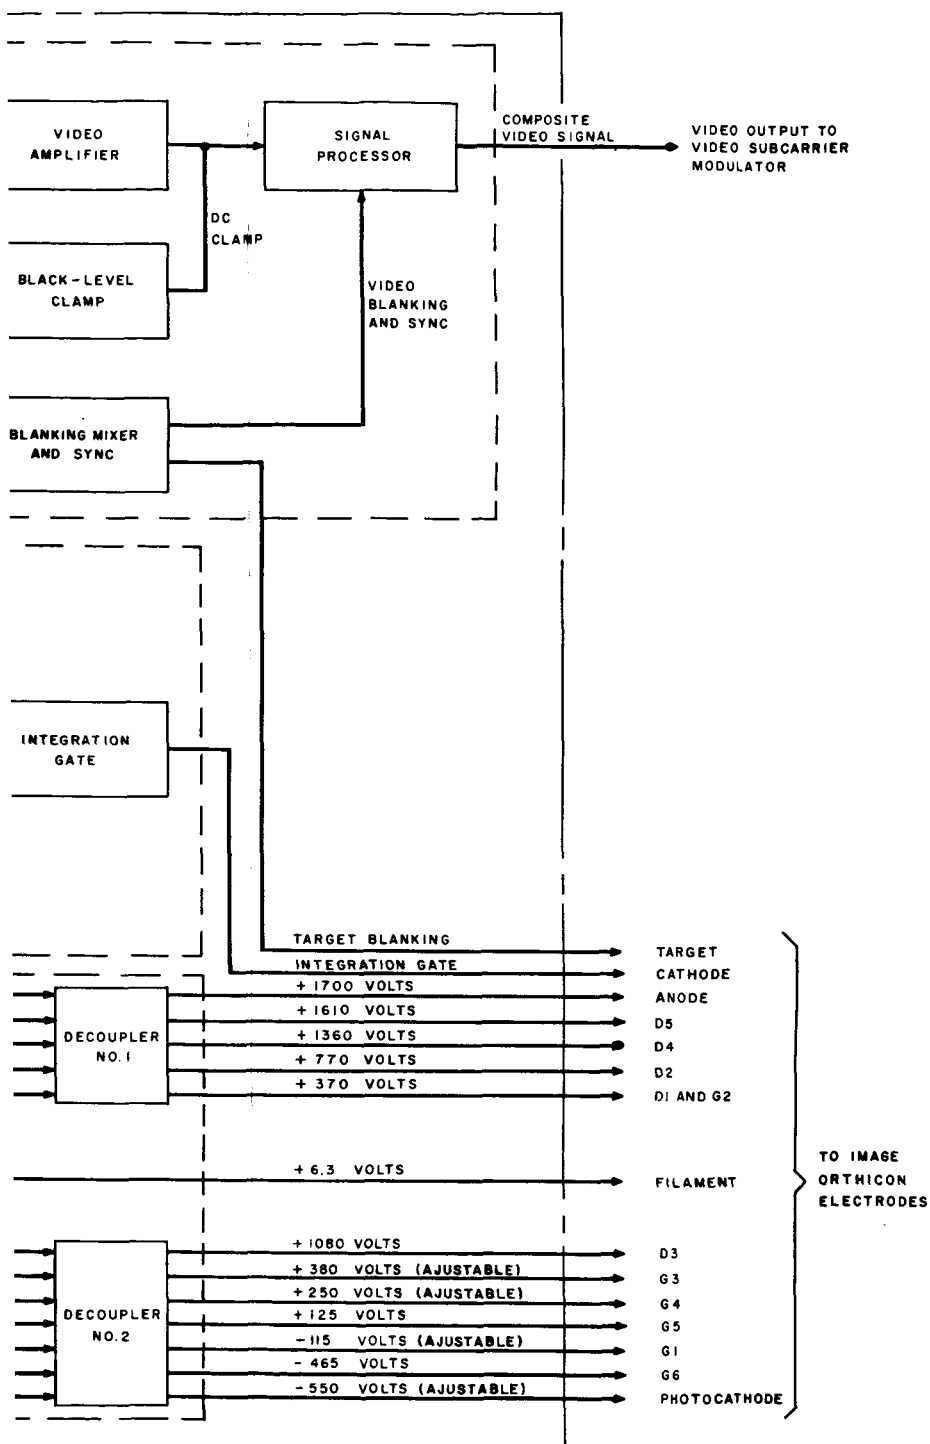 VIDEO
AMPLIFIER
SIGNAL
PROCESSOR
COMPOSITE
VIDEO SIGNAL
VIDEO OUTPUT TO
VIDEO SUBCARRIER
MODULATOR
DC
CLAMP
BLACK-LEVEL
CLAMP
VIDEO
BLANKING
AND SYNC
BLANKING MIXER
AND SYNC
INTEGRATION
GATE
TARGET BLANKING
TARGET
INTEGRATION GATE
CATHODE
+ 1700 VOLTS
ANODE
DECOUPLER
NO.1
+ 1610 VOLTS
D5
+ 1360 VOLTS
D4
+ 770 VOLTS
D2
+ 370 VOLTS
D1 AND G2
+ 6.3 VOLTS
FILAMENT
TO IMAGE
ORTHICON
ELECTRODES
DECOUPLER
NO.2
+ 1080 VOLTS
D3
+ 380 VOLTS (AJUSTABLE)
G3
+ 250 VOLTS (AJUSTABLE)
G4
+ 125 VOLTS
G5
- 115 VOLTS (AJUSTABLE)
G1
- 465 VOLTS
G6
- 550 VOLTS (AJUSTABLE)
PHOTOCATHODE